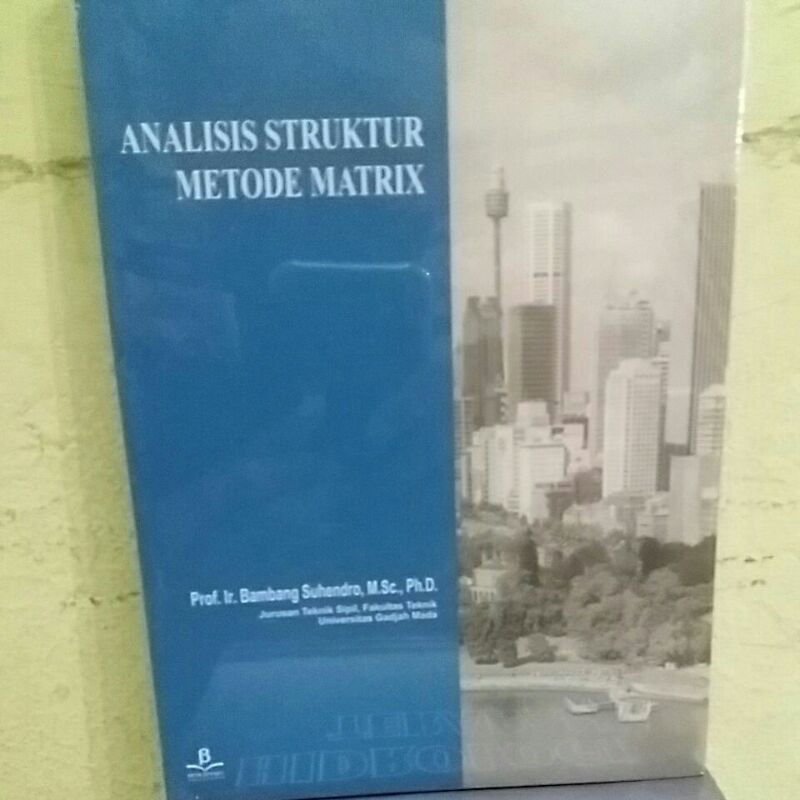 ANALISIS STRUKTUR
METODE MATRIX
Prof. Ir. Bambang Suhendro, M.Sc., Ph.D.
Jurusan Teknik Sipil, Fakultas Teknik
Universitas Gadjah Mada
β